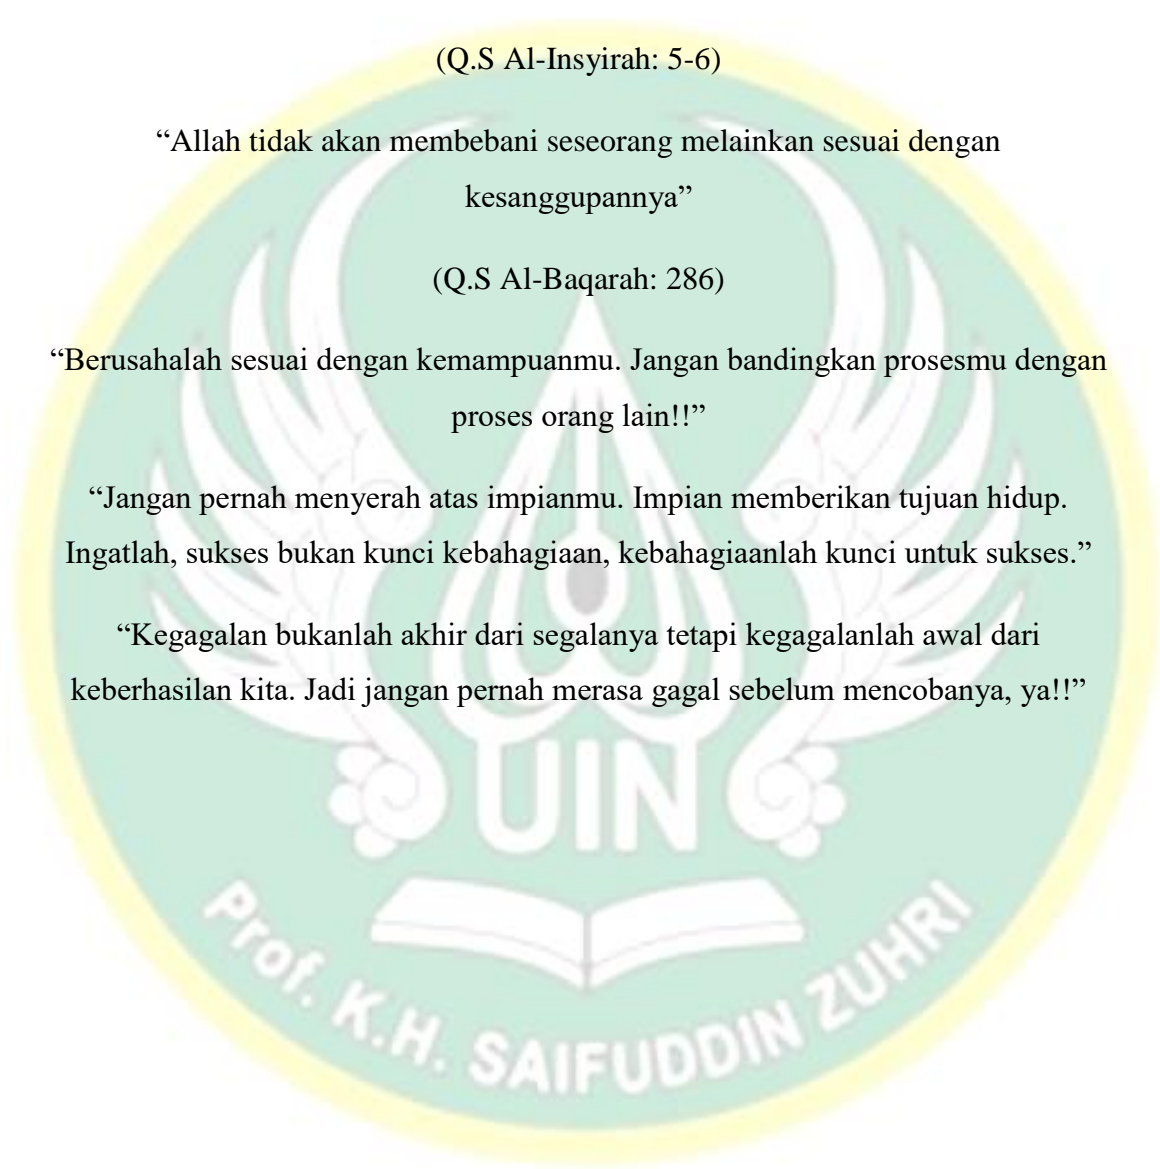 (Q.S Al-Insyirah: 5-6)
“Allah tidak akan membebani seseorang melainkan sesuai dengan
kesanggupannya”
(Q.S Al-Baqarah: 286)
“Berusahalah sesuai dengan kemampuanmu. Jangan bandingkan prosesmu dengan
proses orang lain!!”
“Jangan pernah menyerah atas impianmu. Impian memberikan tujuan hidup.
Ingatlah, sukses bukan kunci kebahagiaan, kebahagiaanlah kunci untuk sukses.”
“Kegagalan bukanlah akhir dari segalanya tetapi kegagalanlah awal dari
keberhasilan kita. Jadi jangan pernah merasa gagal sebelum mencobanya, ya!!”
UIN
Prof. K.H. SAIFUDDIN ZUHRI